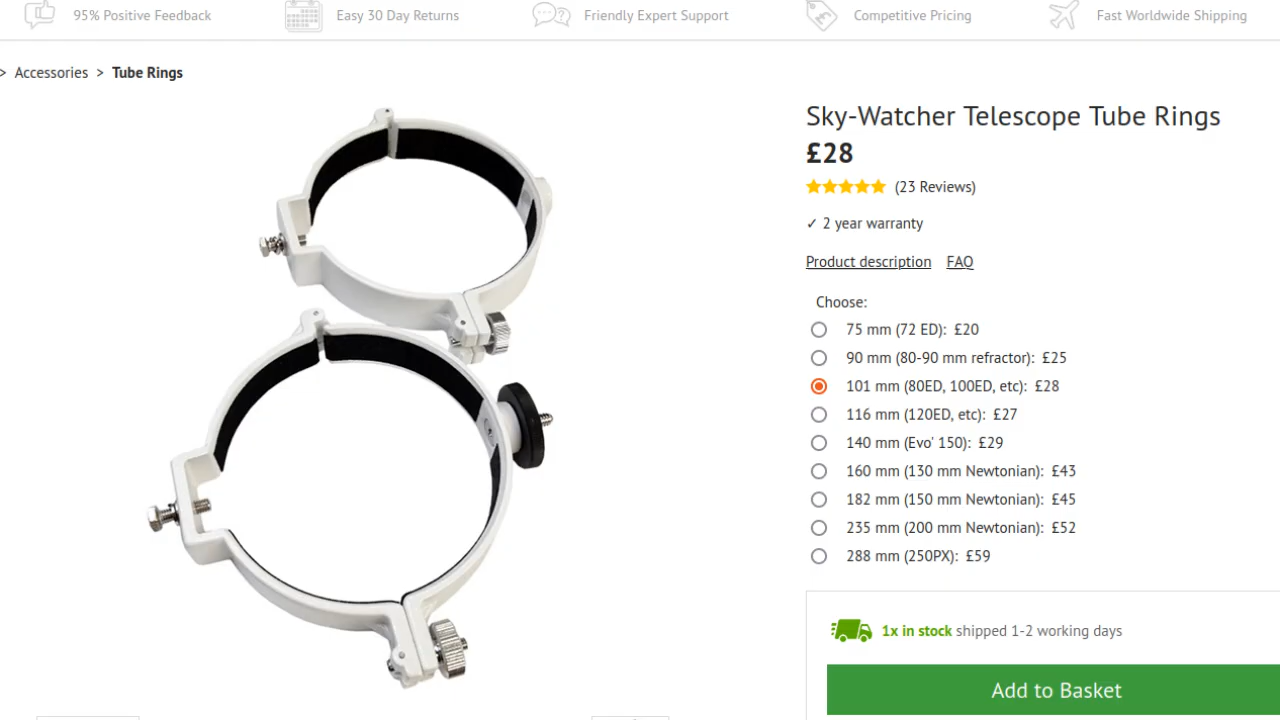 95% Positive Feedback
Easy 30 Day Returns
Friendly Expert Support
Competitive Pricing
Fast Worldwide Shipping
> Accessories > Tube Rings
Sky-Watcher Telescope Tube Rings
£28
(23 Reviews)
✓ 2 year warranty
Product description FAQ
Choose:
75 mm (72 ED): £20
90 mm (80-90 mm refractor): £25
101 mm (80ED, 100ED, etc): £28
116 mm (120ED, etc): £27
140 mm (Evo' 150): £29
160 mm (130 mm Newtonian): £43
182 mm (150 mm Newtonian): £45
235 mm (200 mm Newtonian): £52
288 mm (250PX): £59
1x in stock shipped 1-2 working days
Add to Basket